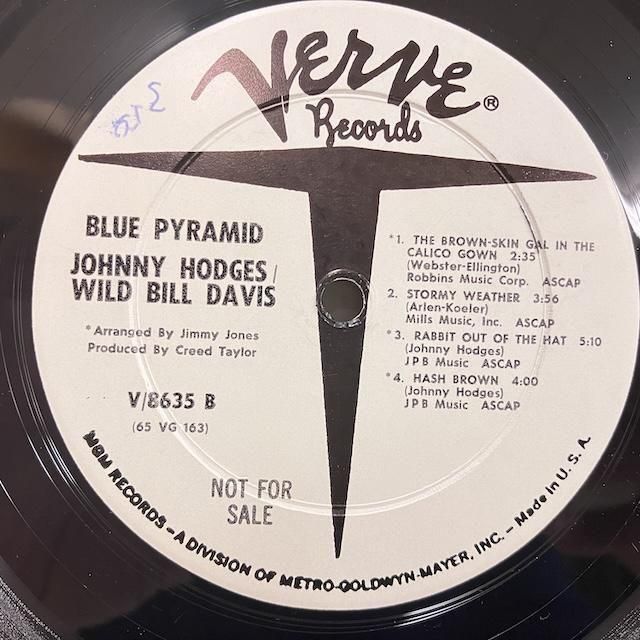 Verve ®
Records
BLUE PYRAMID
JOHNNY HODGES/
WILD BILL DAVIS
*Arranged By Jimmy Jones
Produced By Creed Taylor
V/8635 B
(65 VG 163)
NOT FOR
SALE
*1. THE BROWN-SKIN GAL IN THE
CALICO GOWN 2:35
(Webster-Ellington)
Robbins Music Corp. ASCAP
2. STORMY WEATHER 3:56
(Arlen-Koeler)
Mills Music, Inc. ASCAP
*3. RABBIT OUT OF THE HAT 5:10
(Johnny Hodges)
JPB Music ASCAP
*4. HASH BROWN 4:00
(Johnny Hodges)
JPB Music ASCAP
MGM RECORDS – A DIVISION OF METRO-GOLDWYN-MAYER, INC. – Made in U.S.A.